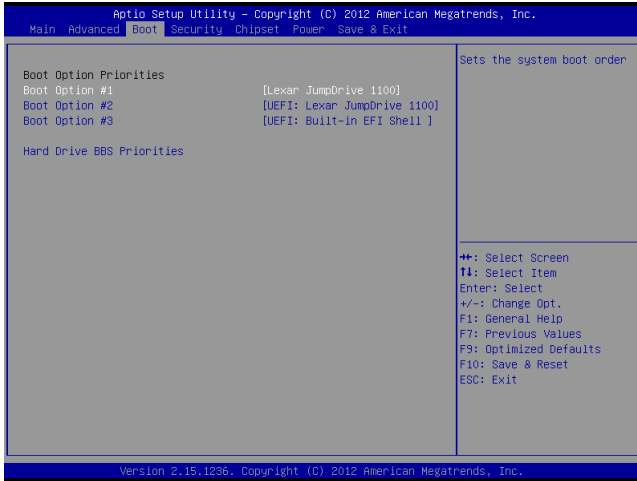 Aptio Setup Utility – Copyright (C) 2012 American Megatrends, Inc.
Main Advanced Boot Security Chipset Power Save & Exit
Boot Option Priorities
Boot Option #1 [Lexar JumpDrive 1100]
Boot Option #2 [UEFI: Lexar JumpDrive 1100]
Boot Option #3 [UEFI: Built-in EFI Shell ]
Hard Drive BBS Priorities
Sets the system boot order
→←: Select Screen
↑↓: Select Item
Enter: Select
+/-: Change Opt.
F1: General Help
F7: Previous Values
F9: Optimized Defaults
F10: Save & Reset
ESC: Exit
Version 2.15.1236. Copyright (C) 2012 American Megatrends, Inc.